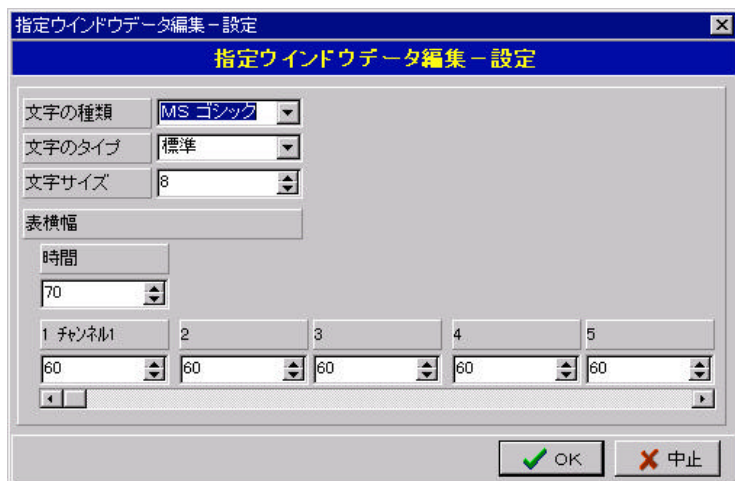 指定ウインドウデータ編集－設定
指定ウインドウデータ編集－設定
文字の種類 MS ゴシック
文字のタイプ 標準
文字サイズ 8
表横幅
時間
70
1 ﾁｬﾝﾈﾙ1 2 3 4 5
60 60 60 60 60
OK 中止